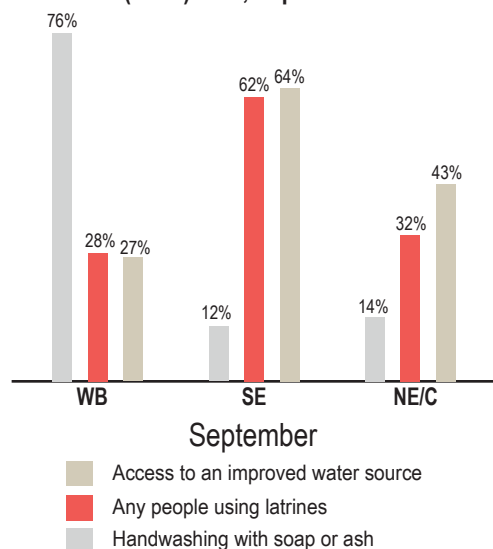 76%
28%
27%
12%
62%
64%
14%
32%
43%
WB
SE
NE/C
September
Access to an improved water source
Any people using latrines
Handwashing with soap or ash